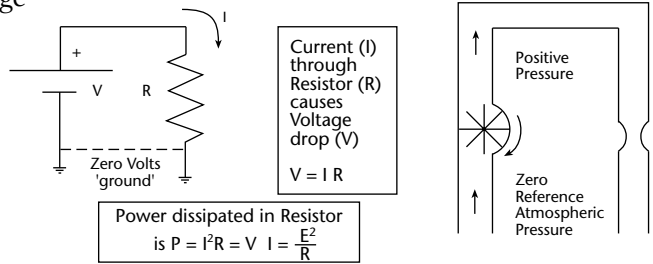 ge
I
+
V
R
Zero Volts
'ground'
Current (I)
through
Resistor (R)
causes
Voltage
drop (V)
V = I R
Positive
Pressure
Zero
Reference
Atmospheric
Pressure
Power dissipated in Resistor
is P = I²R = V I = E²/R